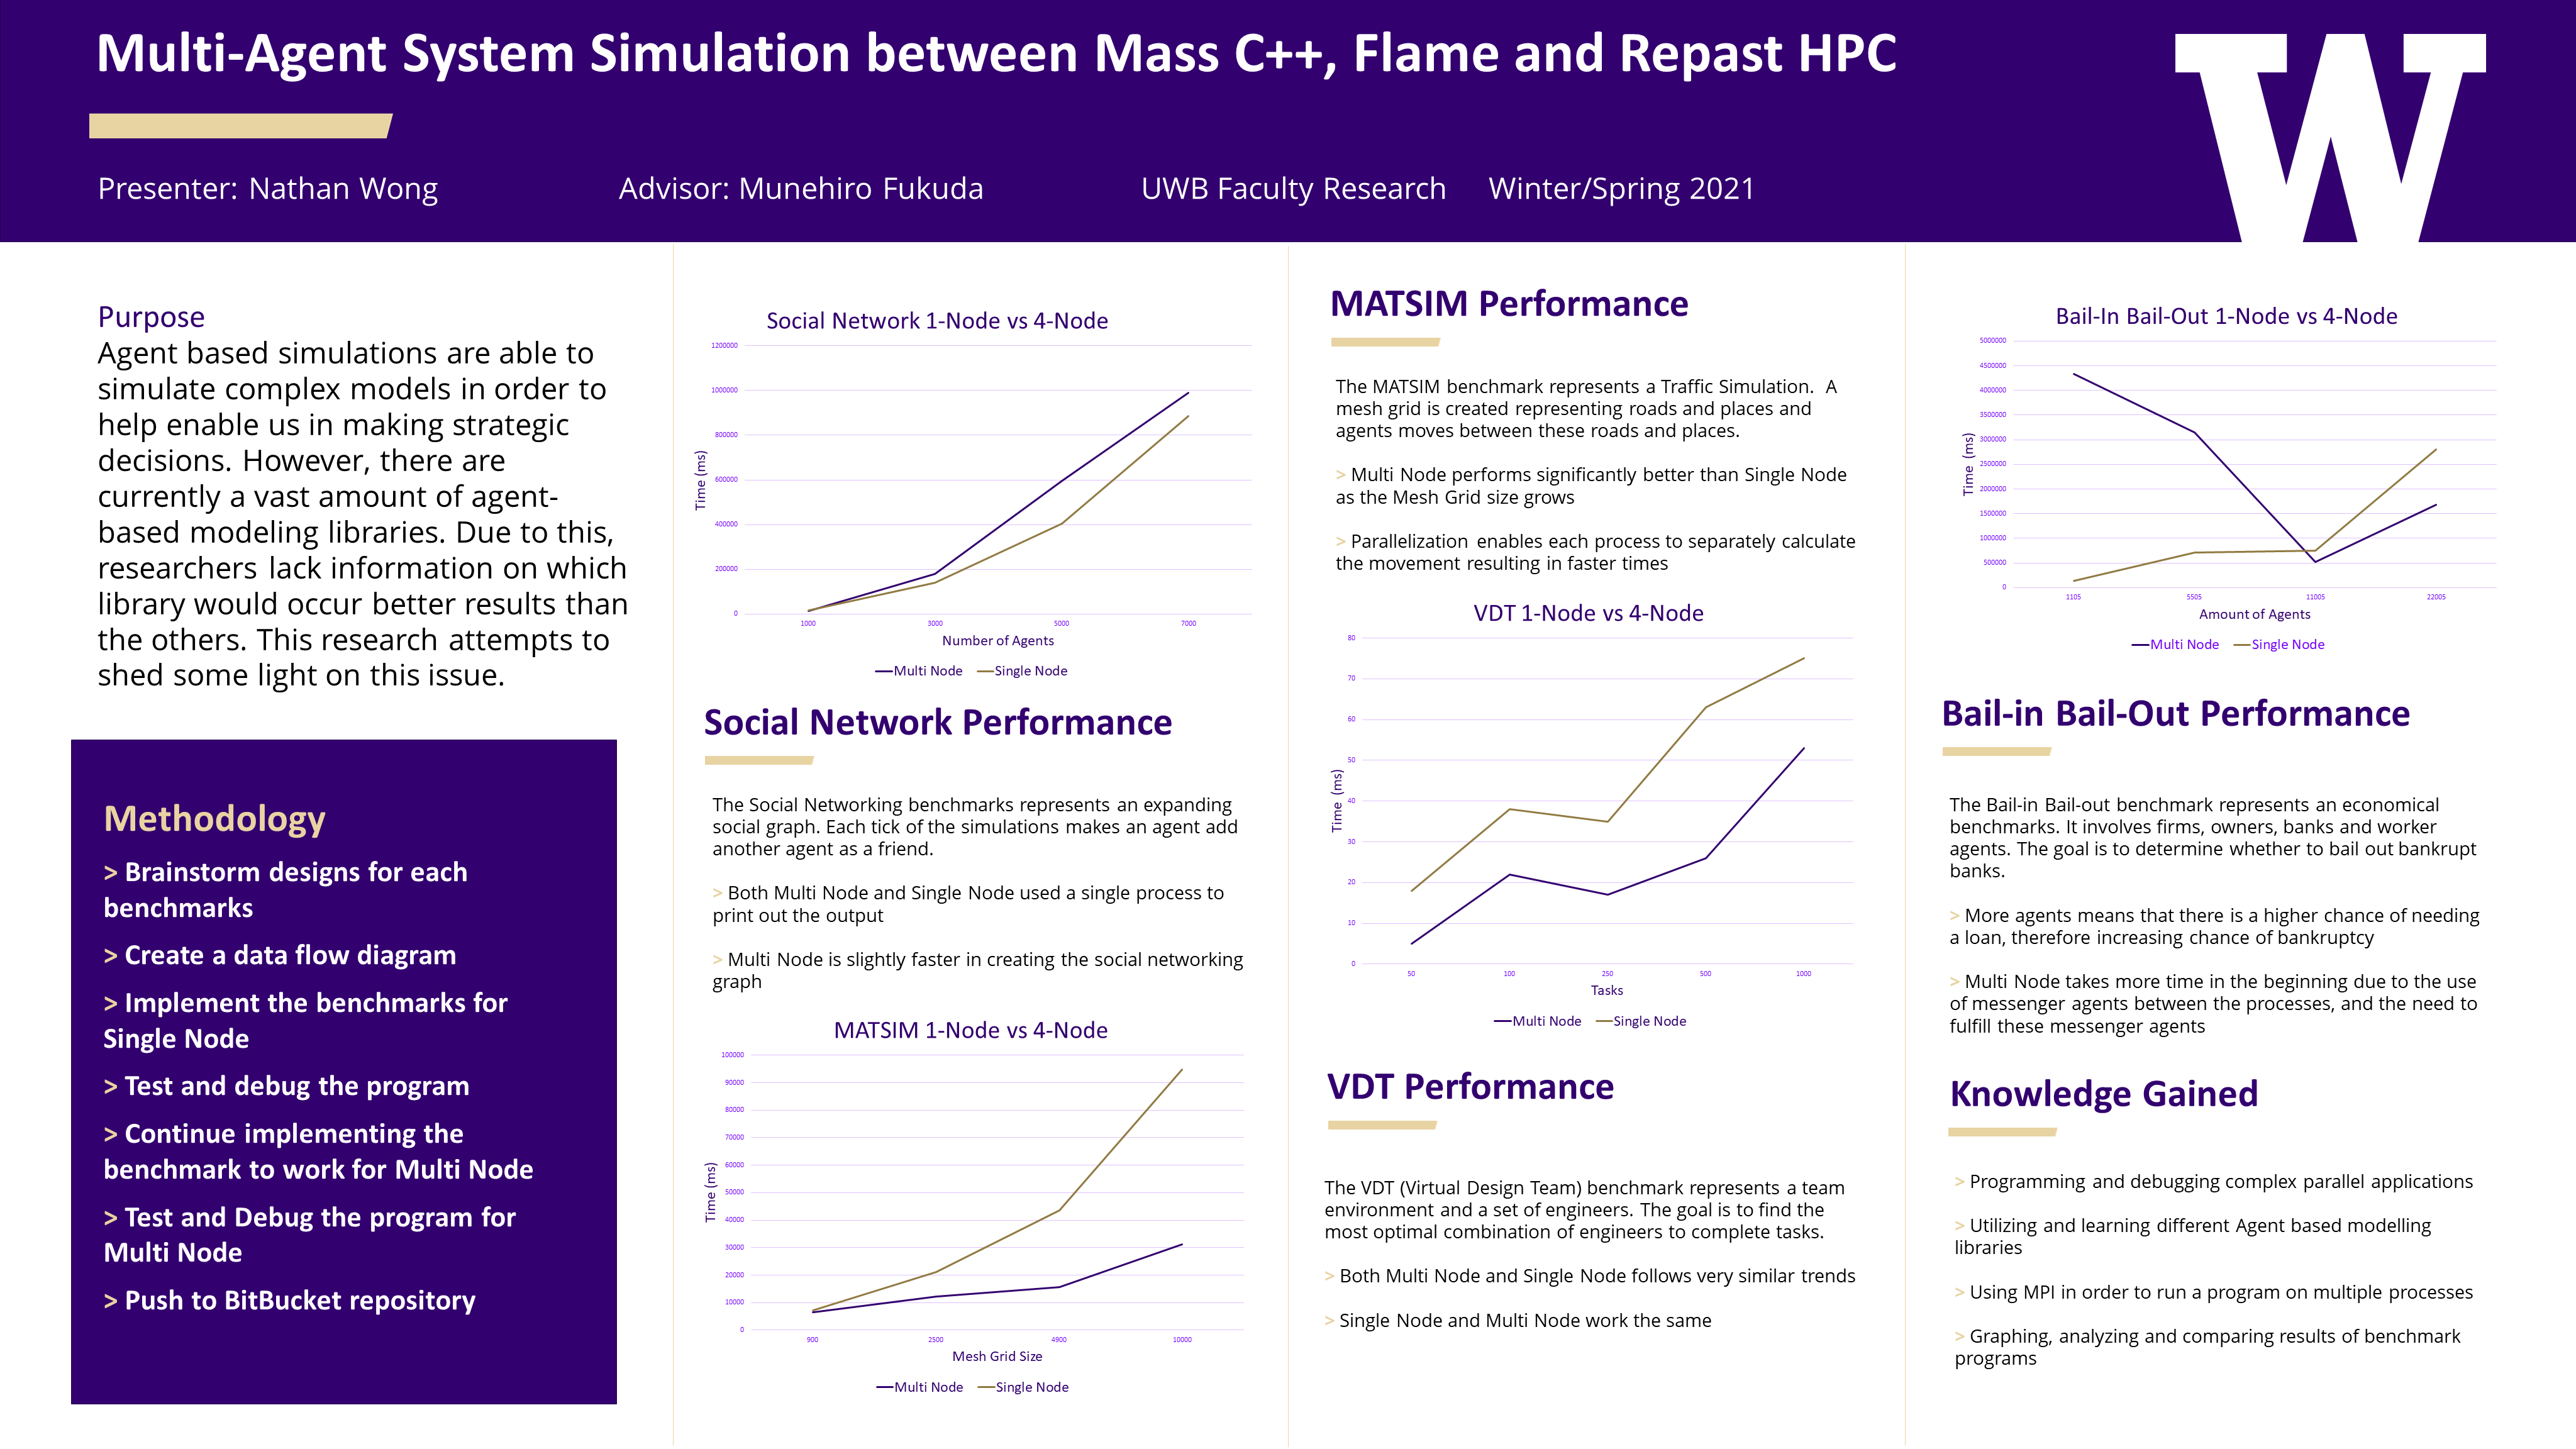 Multi-Agent System Simulation between Mass C++, Flame and Repast HPC
Presenter: Nathan Wong
Advisor: Munehiro Fukuda
UWB Faculty Research
Winter/Spring 2021
W
Purpose
Agent based simulations are able to
simulate complex models in order to
help enable us in making strategic
decisions. However, there are
currently a vast amount of agent-
based modeling libraries. Due to this,
researchers lack information on which
library would occur better results than
the others. This research attempts to
shed some light on this issue.
Methodology
> Brainstorm designs for each
benchmarks
> Create a data flow diagram
> Implement the benchmarks for
Single Node
> Test and debug the program
> Continue implementing the
benchmark to work for Multi Node
> Test and Debug the program for
Multi Node
> Push to BitBucket repository
Social Network 1-Node vs 4-Node
1200000
1000000
800000
600000
400000
200000
0
Time (ms)
1000 3000 5000 7000
Number of Agents
Multi Node Single Node
Social Network Performance
The Social Networking benchmarks represents an expanding
social graph. Each tick of the simulations makes an agent add
another agent as a friend.
> Both Multi Node and Single Node used a single process to
print out the output
> Multi Node is slightly faster in creating the social networking
graph
MATSIM 1-Node vs 4-Node
100000
90000
80000
70000
60000
50000
40000
30000
20000
10000
0
Time (ms)
900 2500 4900 10000
Mesh Grid Size
Multi Node Single Node
MATSIM Performance
The MATSIM benchmark represents a Traffic Simulation. A
mesh grid is created representing roads and places and
agents moves between these roads and places.
> Multi Node performs significantly better than Single Node
as the Mesh Grid size grows
> Parallelization enables each process to separately calculate
the movement resulting in faster times
VDT 1-Node vs 4-Node
80
70
60
50
40
30
20
10
0
Time (ms)
50 100 250 500 1000
Tasks
Multi Node Single Node
VDT Performance
The VDT (Virtual Design Team) benchmark represents a team
environment and a set of engineers. The goal is to find the
most optimal combination of engineers to complete tasks.
> Both Multi Node and Single Node follows very similar trends
> Single Node and Multi Node work the same
Bail-In Bail-Out 1-Node vs 4-Node
5000000
4500000
4000000
3500000
3000000
2500000
2000000
1500000
1000000
500000
0
Time (ms)
1105 5505 11005 22005
Amount of Agents
Multi Node Single Node
Bail-in Bail-Out Performance
The Bail-in Bail-out benchmark represents an economical
benchmarks. It involves firms, owners, banks and worker
agents. The goal is to determine whether to bail out bankrupt
banks.
> More agents means that there is a higher chance of needing
a loan, therefore increasing chance of bankruptcy
> Multi Node takes more time in the beginning due to the use
of messenger agents between the processes, and the need to
fulfill these messenger agents
Knowledge Gained
> Programming and debugging complex parallel applications
> Utilizing and learning different Agent based modelling
libraries
> Using MPI in order to run a program on multiple processes
> Graphing, analyzing and comparing results of benchmark
programs